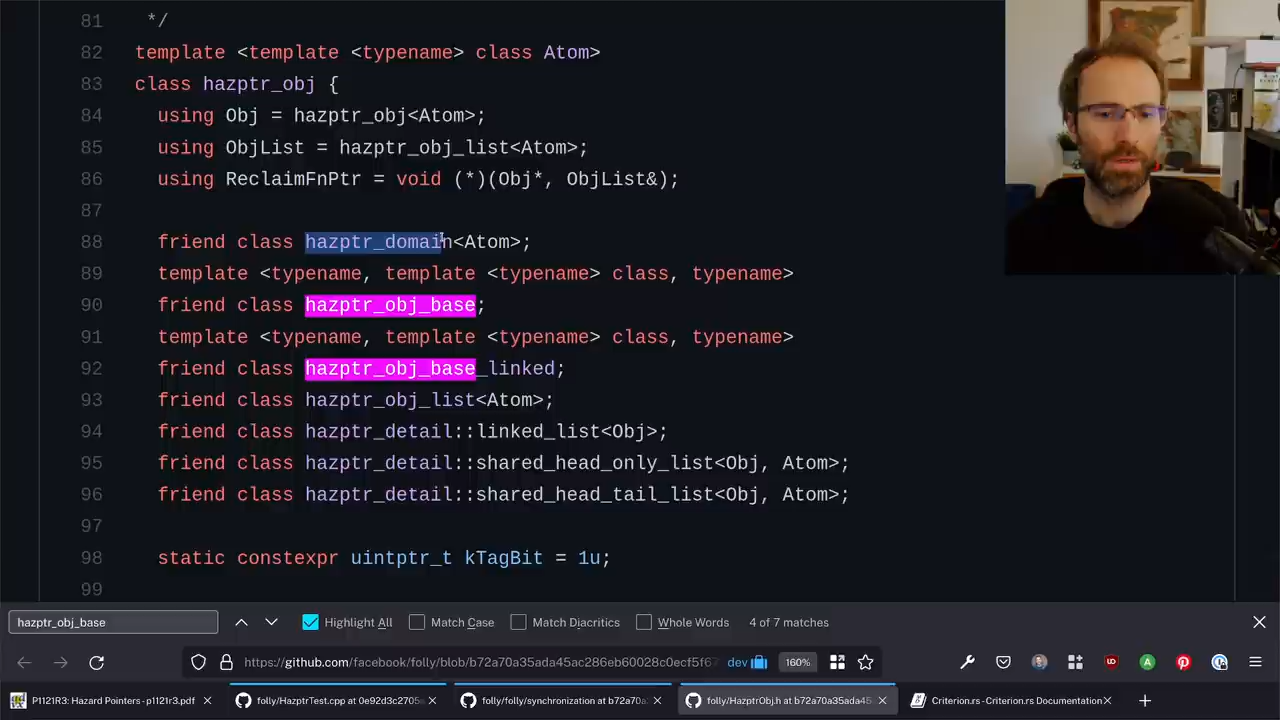 81 */
82 template <template <typename> class Atom>
83 class hazptr_obj {
84 using Obj = hazptr_obj<Atom>;
85 using ObjList = hazptr_obj_list<Atom>;
86 using ReclaimFnPtr = void (*)(Obj*, ObjList&);
87
88 friend class hazptr_domain<Atom>;
89 template <typename, template <typename> class, typename>
90 friend class hazptr_obj_base;
91 template <typename, template <typename> class, typename>
92 friend class hazptr_obj_base_linked;
93 friend class hazptr_obj_list<Atom>;
94 friend class hazptr_detail::linked_list<Obj>;
95 friend class hazptr_detail::shared_head_only_list<Obj, Atom>;
96 friend class hazptr_detail::shared_head_tail_list<Obj, Atom>;
97
98 static constexpr uintptr_t kTagBit = 1u;
99
hazptr_obj_base Highlight All Match Case Match Diacritics Whole Words 4 of 7 matches
https://github.com/facebook/folly/blob/b72a70a35ada45ac286eb60028c0ecf5f67 dev 160%
P1121R3: Hazard Pointers - p1121r3.pdf folly/HazptrTest.cpp at 0e92d3c2705 folly/folly/synchronization at b72a70 folly/HazptrObj.h at b72a70a35ada45 Criterion.rs - Criterion.rs Documentation